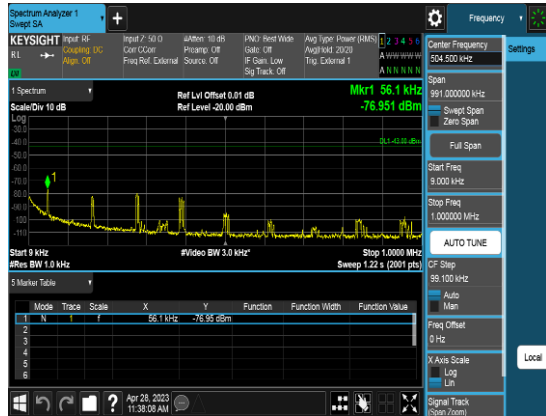 Spectrum Analyzer 1
Swept SA
+
Frequency
KEYSIGHT Input: RF Input Z: 50 Ω #Atten: 10 dB PNO: Best Wide Avg Type: Power (RMS) 1 2 3 4 5 6
RL Coupling: DC Corr CCorr Preamp: Off Gate: Off Avg|Hold: 20/20 A W W W W W
Align: Off Freq Ref: External Source: Off IF Gain: Low Trig: External 1
Sig Track: Off A N N N N N
1 Spectrum
Ref Lvl Offset 0.01 dB Mkr1 56.1 kHz
Scale/Div 10 dB Ref Level -20.00 dBm -76.951 dBm
Log
-30.0
-40.0 DL1 -43.00 dBm
-50.0
-60.0
-70.0 1
-80.0
-90.0
-100
-110
Start 9 kHz #Video BW 3.0 kHz* Stop 1.0000 MHz
#Res BW 1.0 kHz Sweep 1.22 s (2001 pts)
5 Marker Table
Mode Trace Scale X Y Function Function Width Function Value
1 N 1 f 56.1 kHz -76.95 dBm
2
3
4
5
6
Apr 28, 2023
11:38:08 AM
Center Frequency
504.500 kHz
Settings
Span
991.000000 kHz
Swept Span
Zero Span
Full Span
Start Freq
9.000 kHz
Stop Freq
1.000000 MHz
AUTO TUNE
CF Step
99.100 kHz
Auto
Man
Freq Offset
0 Hz
Local
X Axis Scale
Log
Lin
Signal Track
(Span Zoom)